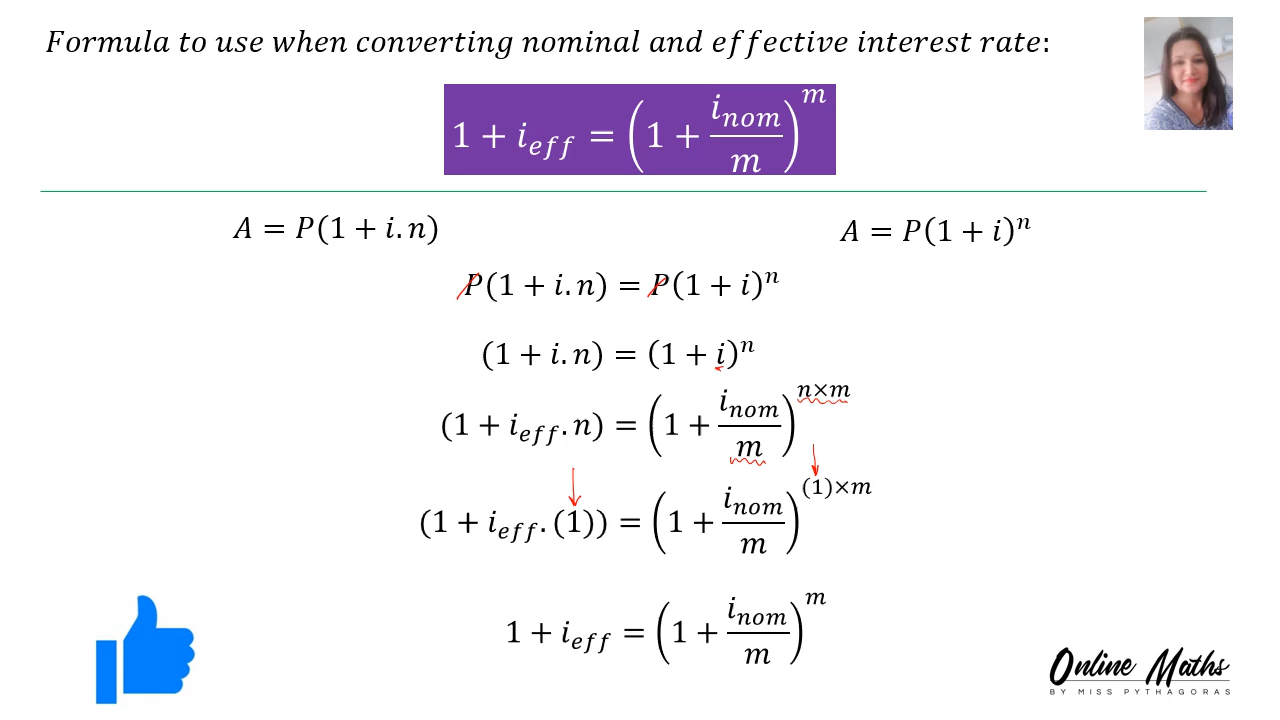 Formula to use when converting nominal and effective interest rate:
1 + i_eff = (1 + i_nom/m)^m
A = P(1 + i.n)
A = P(1 + i)^n
P(1 + i.n) = P(1 + i)^n
(1 + i.n) = (1 + i)^n
(1 + i_eff.n) = (1 + i_nom/m)^(n×m)
(1 + i_eff.(1)) = (1 + i_nom/m)^((1)×m)
1 + i_eff = (1 + i_nom/m)^m
Online Maths
BY MISS PYTHAGORAS